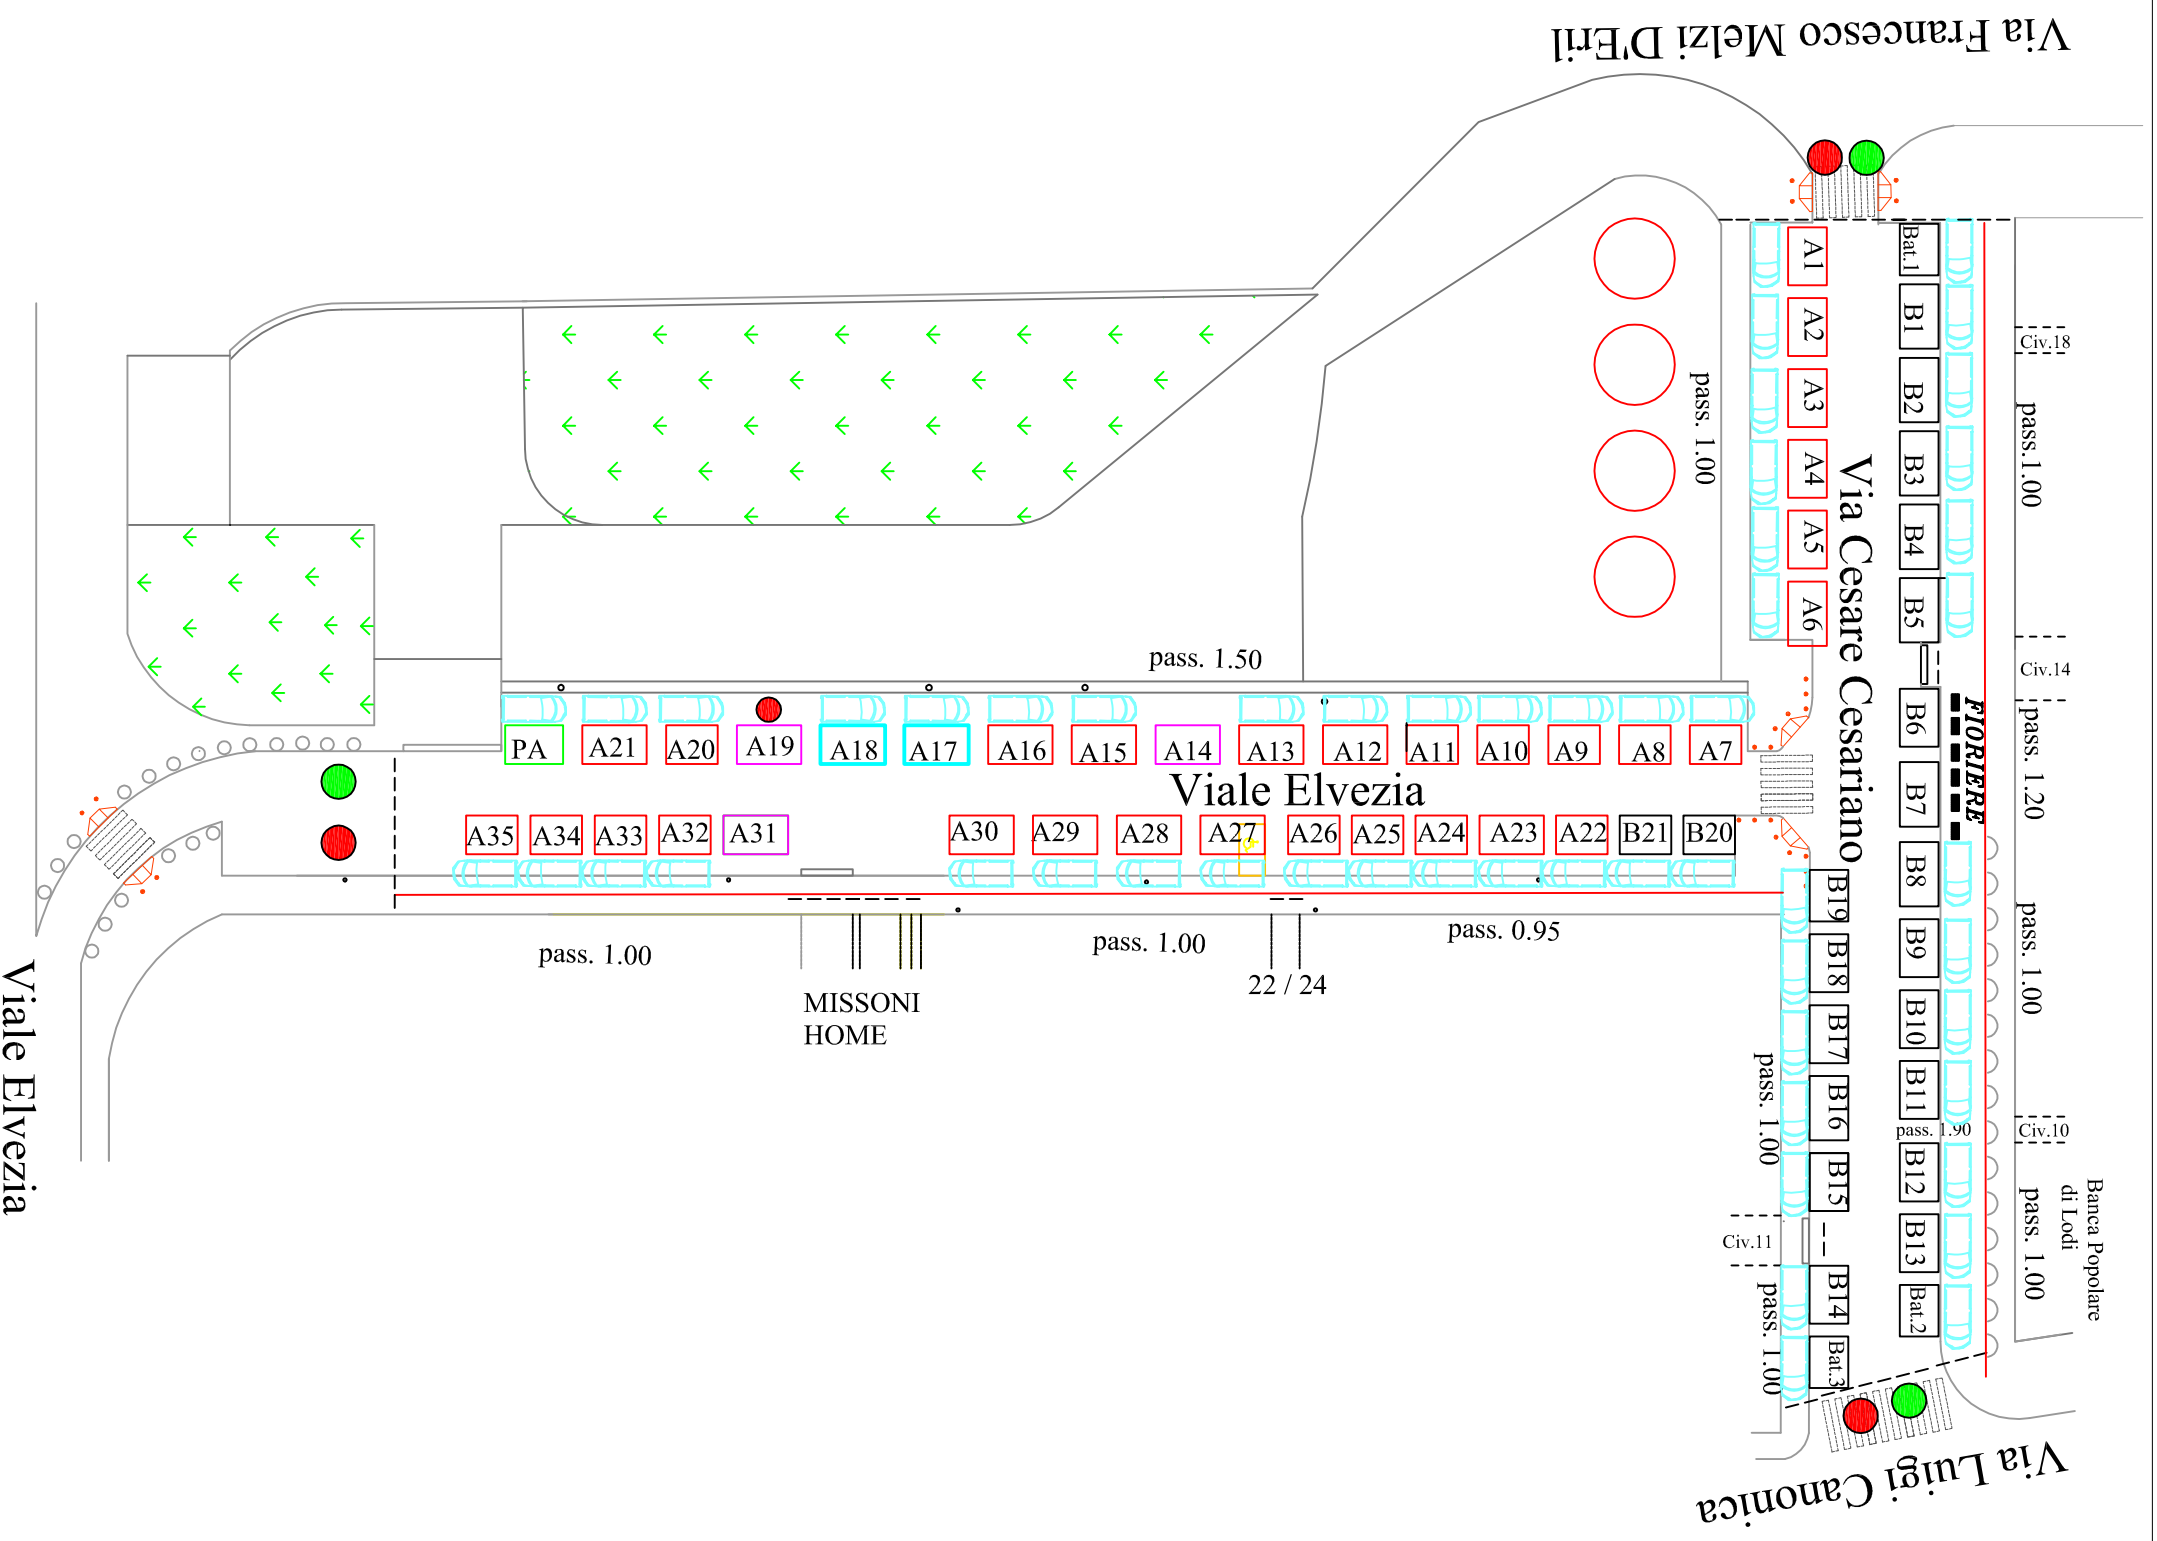 Via Francesco Melzi D'Eril
Bat.1
A1
B1
A2
Civ.18
B2
A3
pass. 1.00
pass.1.00
B3
A4
Via Cesare Cesariano
B4
A5
B5
A6
Civ.14
pass. 1.50
B6
FIORIERE
pass. 1.20
PA
A21
A20
A19
A18
A17
A16
A15
A14
A13
A12
A11
A10
A9
A8
A7
Viale Elvezia
B7
A35
A34
A33
A32
A31
A30
A29
A28
A27
A26
A25
A24
A23
A22
B21
B20
B8
B19
pass. 1.00
pass. 1.00
pass. 0.95
B9
B18
pass. 1.00
MISSONI
HOME
22 / 24
B10
B17
Viale Elvezia
B11
B16
pass. 1.00
pass. 1.90
Civ.10
B12
B15
Banca Popolare
di Lodi
pass. 1.00
Civ.11
B13
B14
Bat.2
pass. 1.00
Bat.3
Via Luigi Canonica